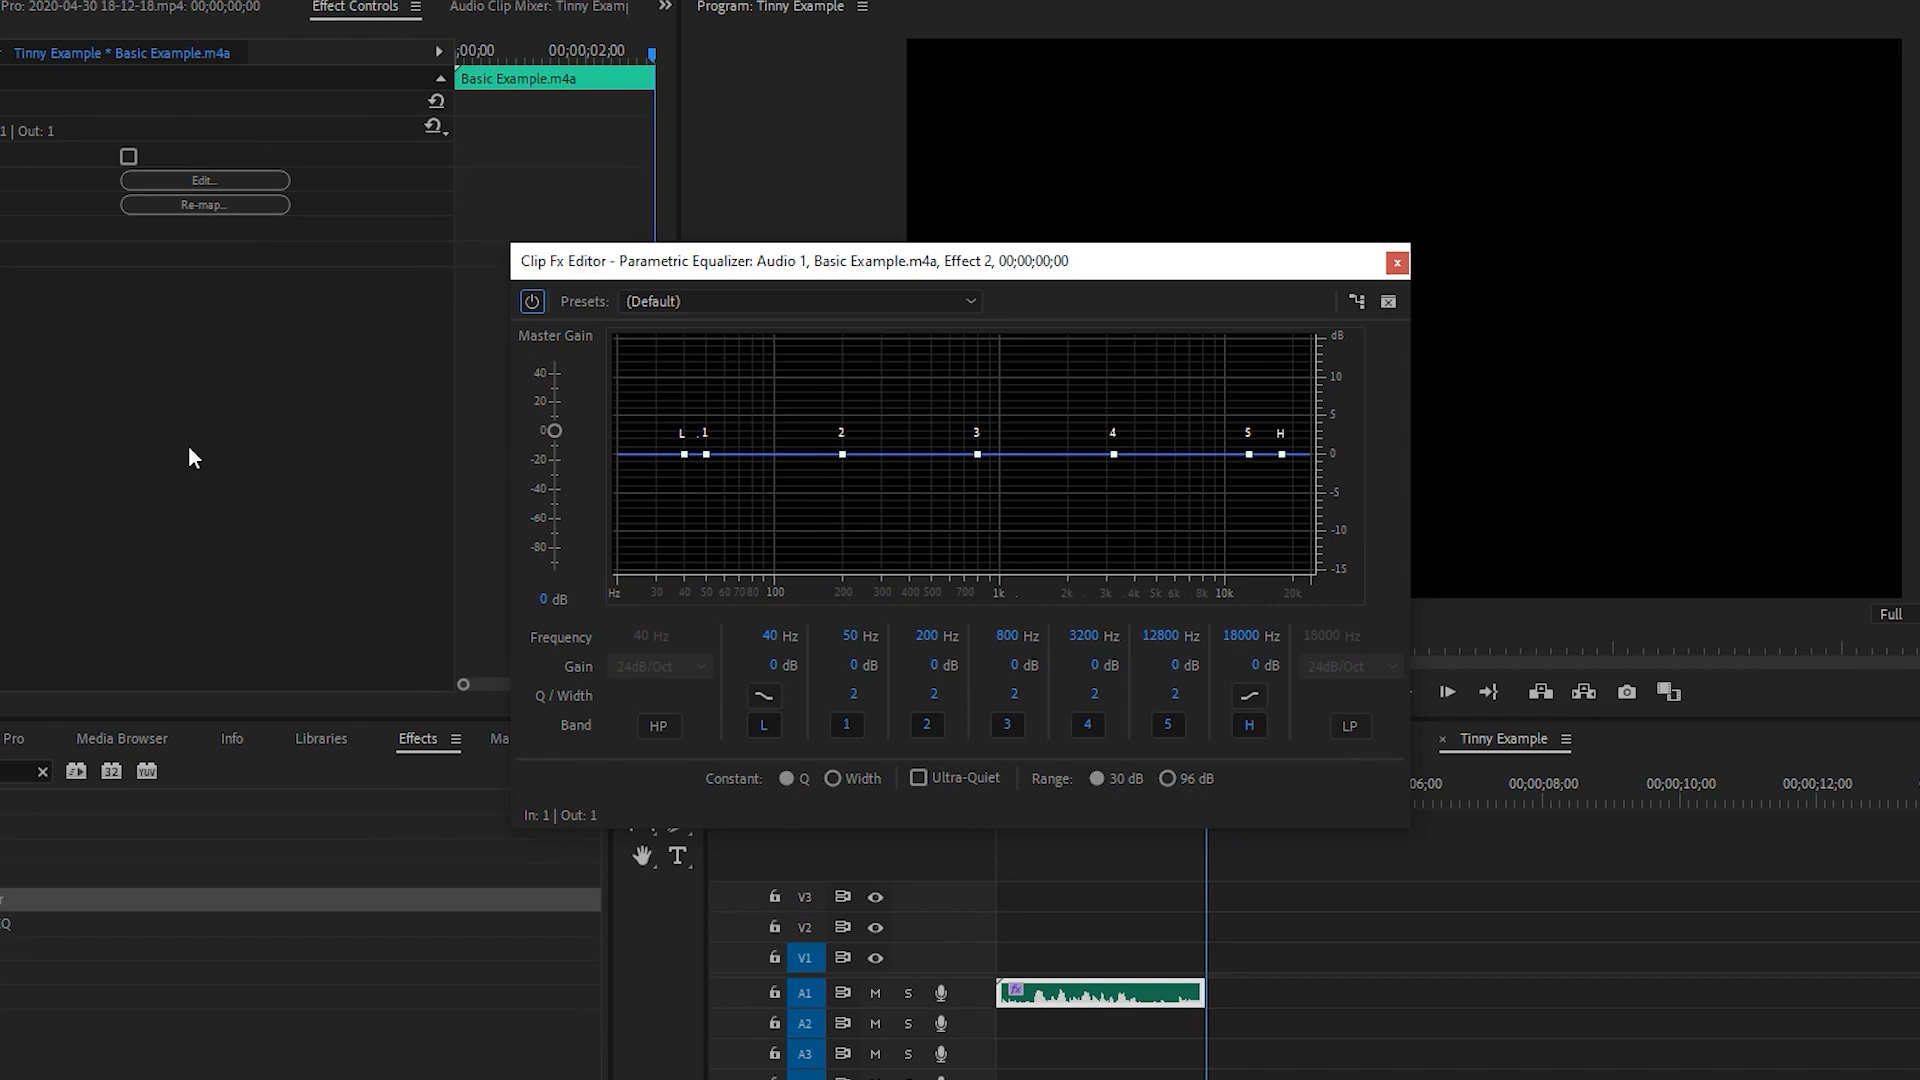 Pro: 2020-04-30 18-12-18.mp4: 00;00;00;00
Effect Controls
Audio Clip Mixer: Tinny Examp
Program: Tinny Example
Tinny Example * Basic Example.m4a
;00;00
00;00;02;00
Basic Example.m4a
1 | Out: 1
Edit...
Re-map...
Clip Fx Editor - Parametric Equalizer: Audio 1, Basic Example.m4a, Effect 2, 00;00;00;00
x
Presets: (Default)
Master Gain
dB
40
20
0
-20
-40
-60
-80
0 dB
L 1 2 3 4 5 H
10
5
0
-5
-10
-15
Hz 30 40 50 60 70 80 100 200 300 400 500 700 1k 2k 3k 4k 5k 6k 8k 10k 20k
Full
Frequency 40 Hz 40 Hz 50 Hz 200 Hz 800 Hz 3200 Hz 12800 Hz 18000 Hz 18000 Hz
Gain 24dB/Oct 0 dB 0 dB 0 dB 0 dB 0 dB 0 dB 0 dB 24dB/Oct
Q / Width 2 2 2 2 2
Band HP L 1 2 3 4 5 H LP
Constant: Q Width Ultra-Quiet Range: 30 dB 96 dB
In: 1 | Out: 1
Pro
Media Browser
Info
Libraries
Effects
Ma
32
YUV
× Tinny Example
06;00
00;00;08;00
00;00;10;00
00;00;12;00
r
Q
T
V3
V2
V1
A1 M S
fx
A2 M S
A3 M S